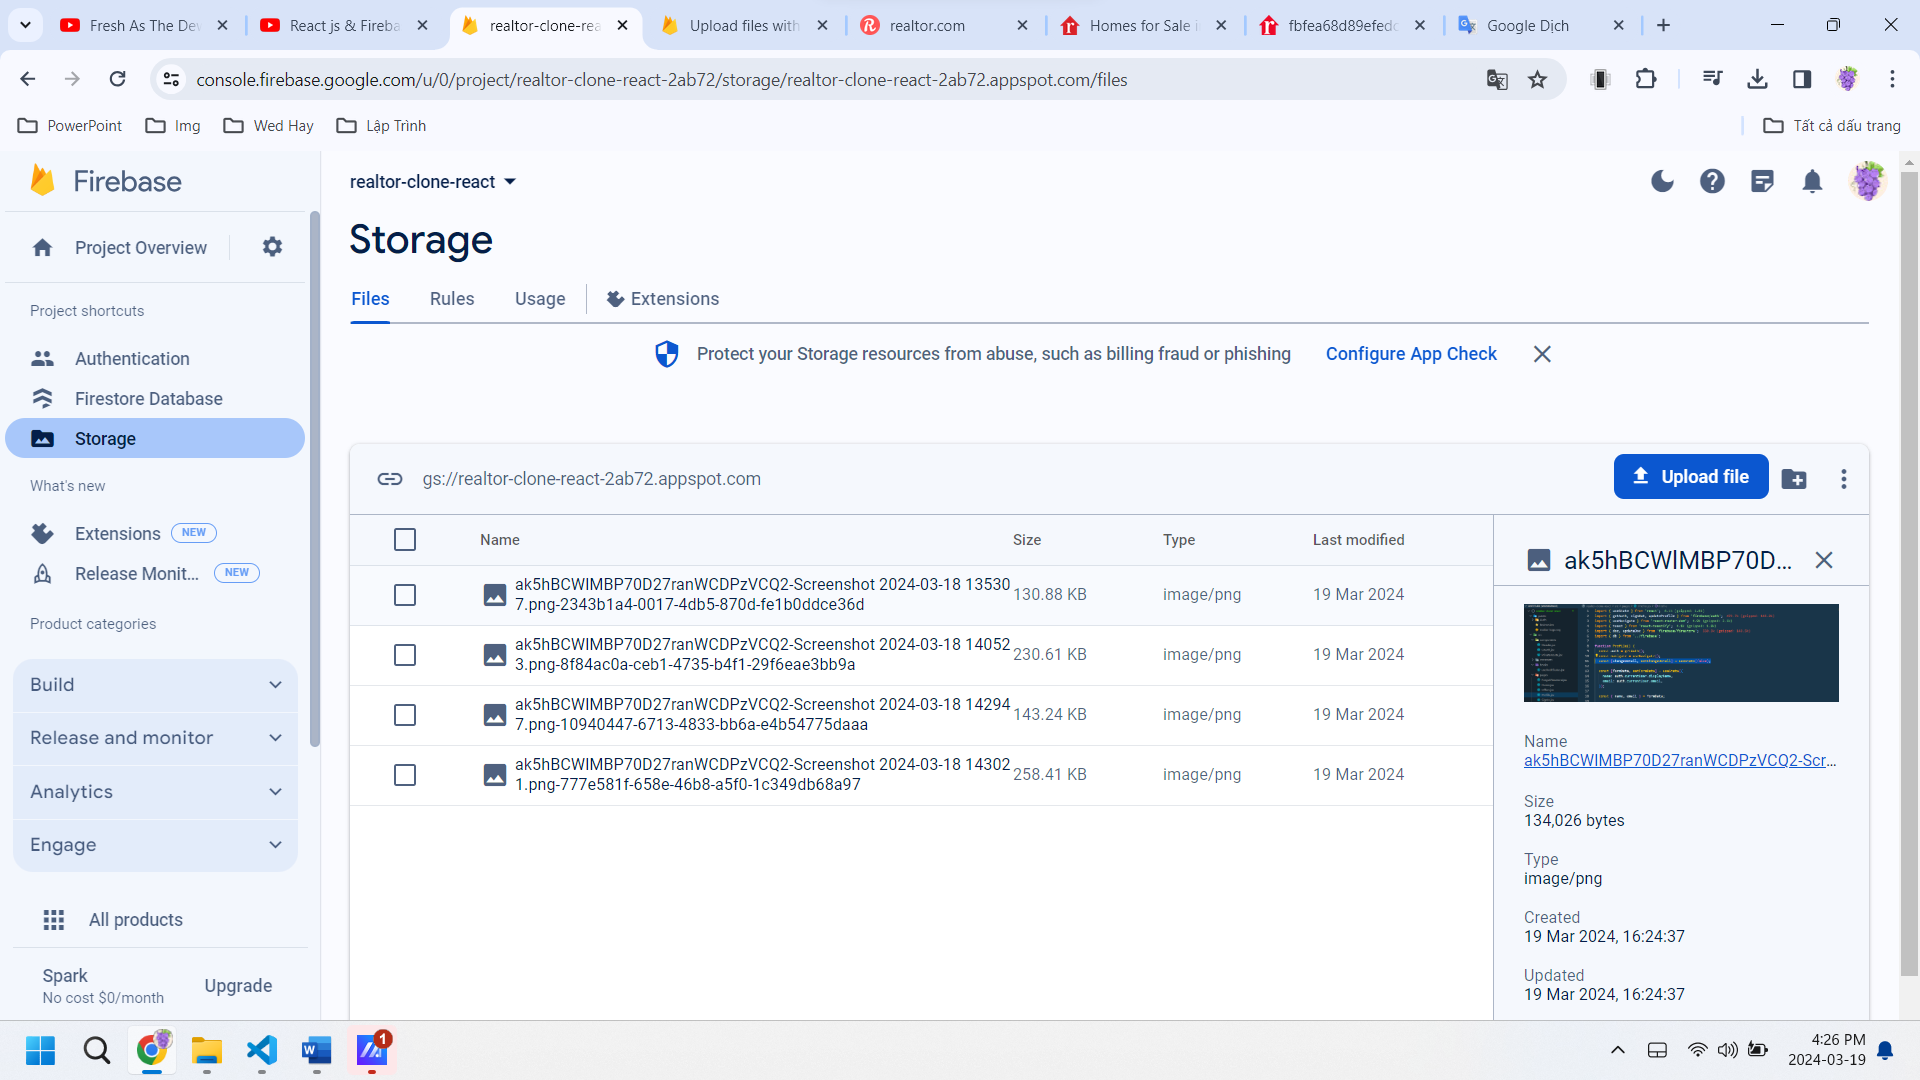 Fresh As The Dev
React js & Fireba
realtor-clone-rea
Upload files with
realtor.com
Homes for Sale i
fbfea68d89efedc
Google Dịch
console.firebase.google.com/u/0/project/realtor-clone-react-2ab72/storage/realtor-clone-react-2ab72.appspot.com/files
PowerPoint
Img
Wed Hay
Lập Trình
Tất cả dấu trang
Firebase
realtor-clone-react
Project Overview
Storage
Files
Rules
Usage
Extensions
Project shortcuts
Protect your Storage resources from abuse, such as billing fraud or phishing
Configure App Check
Authentication
Firestore Database
Storage
What's new
Extensions NEW
Release Monit... NEW
Product categories
Build
Release and monitor
Analytics
Engage
All products
Spark
No cost $0/month
Upgrade
gs://realtor-clone-react-2ab72.appspot.com
Upload file
Name
Size
Type
Last modified
ak5hBCWlMBP70D27ranWCDPzVCQ2-Screenshot 2024-03-18 13530
7.png-2343b1a4-0017-4db5-870d-fe1b0ddce36d
130.88 KB
image/png
19 Mar 2024
ak5hBCWlMBP70D27ranWCDPzVCQ2-Screenshot 2024-03-18 14052
3.png-8f84ac0a-ceb1-4735-b4f1-29f6eae3bb9a
230.61 KB
image/png
19 Mar 2024
ak5hBCWlMBP70D27ranWCDPzVCQ2-Screenshot 2024-03-18 14294
7.png-10940447-6713-4833-bb6a-e4b54775daaa
143.24 KB
image/png
19 Mar 2024
ak5hBCWlMBP70D27ranWCDPzVCQ2-Screenshot 2024-03-18 14302
1.png-777e581f-658e-46b8-a5f0-1c349db68a97
258.41 KB
image/png
19 Mar 2024
ak5hBCWlMBP70D...
Name
ak5hBCWlMBP70D27ranWCDPzVCQ2-Scr...
Size
134,026 bytes
Type
image/png
Created
19 Mar 2024, 16:24:37
Updated
19 Mar 2024, 16:24:37
1
4:26 PM
2024-03-19